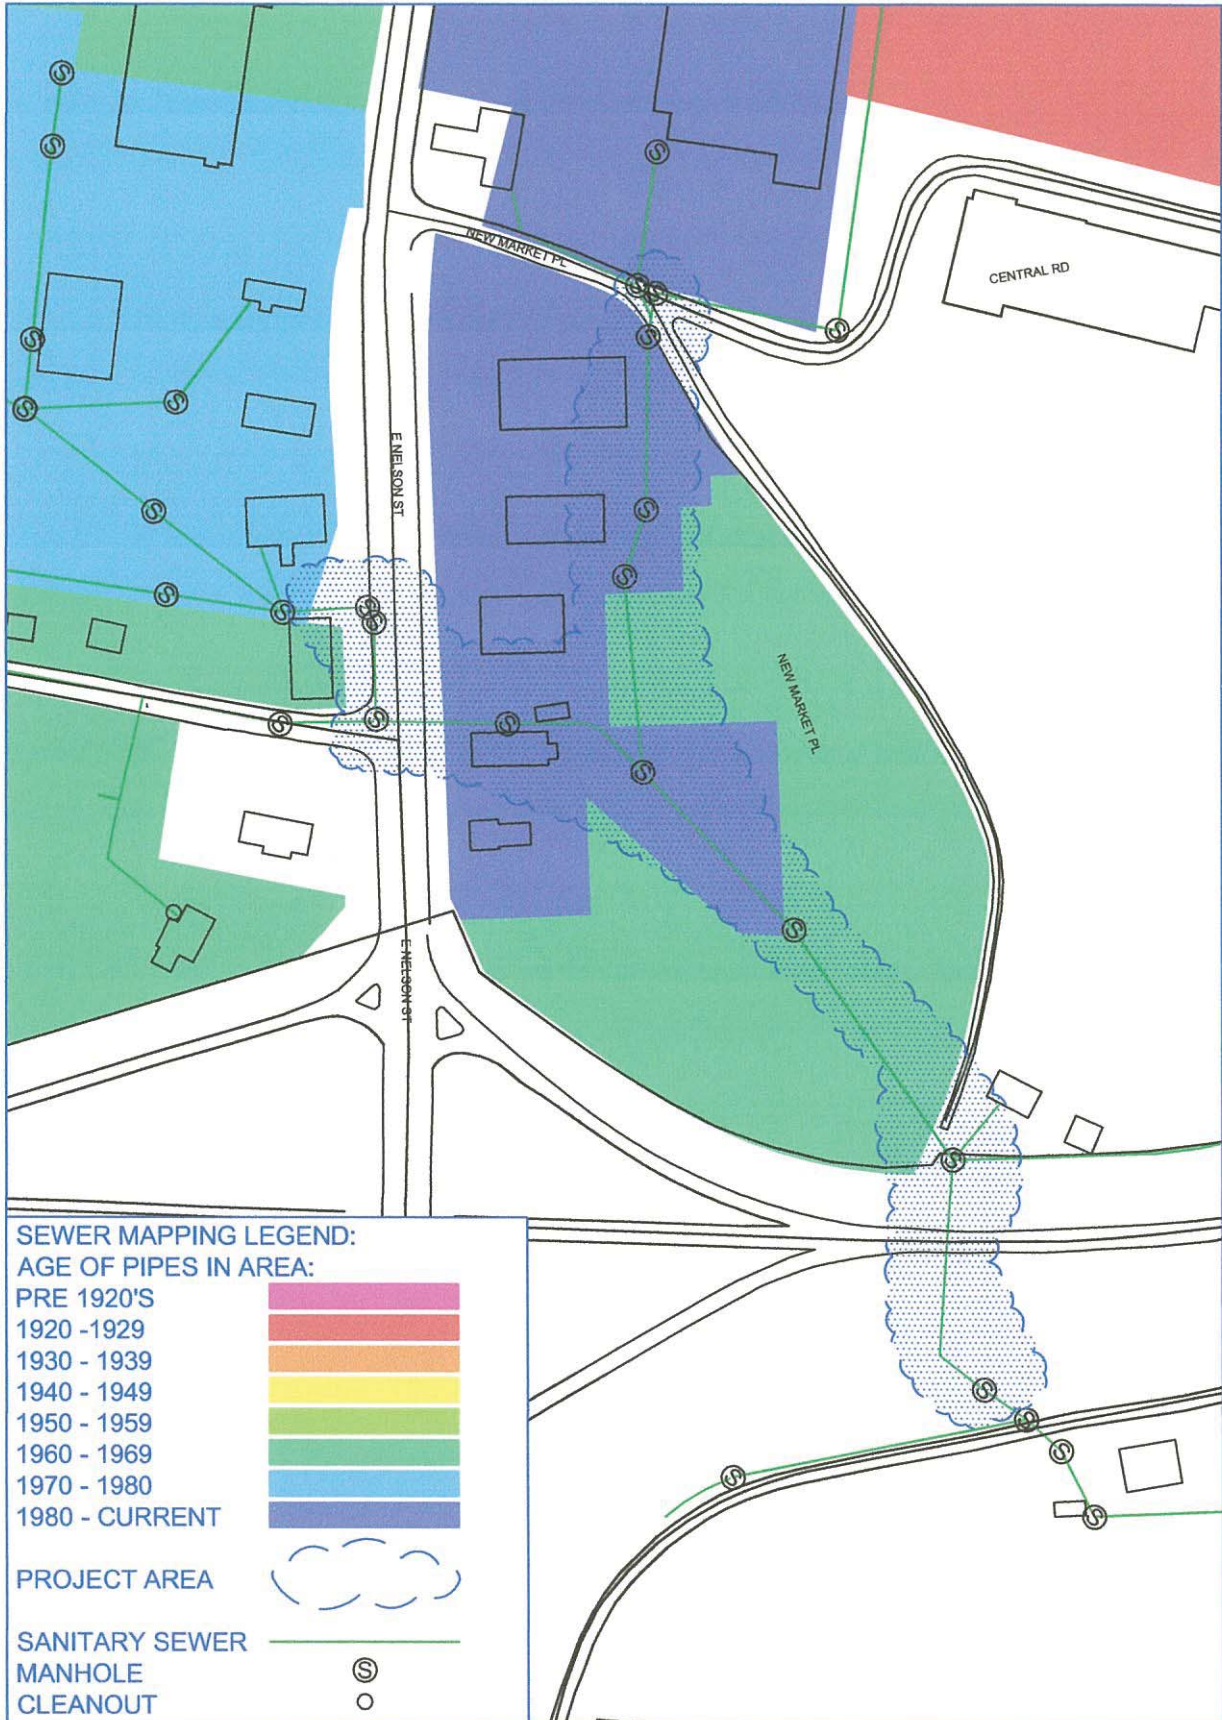 NEW MARKET PL
CENTRAL RD
E NELSON ST
NEW MARKET PL
E NELSON ST
SEWER MAPPING LEGEND:
AGE OF PIPES IN AREA:
PRE 1920'S
1920 -1929
1930 - 1939
1940 - 1949
1950 - 1959
1960 - 1969
1970 - 1980
1980 - CURRENT
PROJECT AREA
SANITARY SEWER
MANHOLE S
CLEANOUT